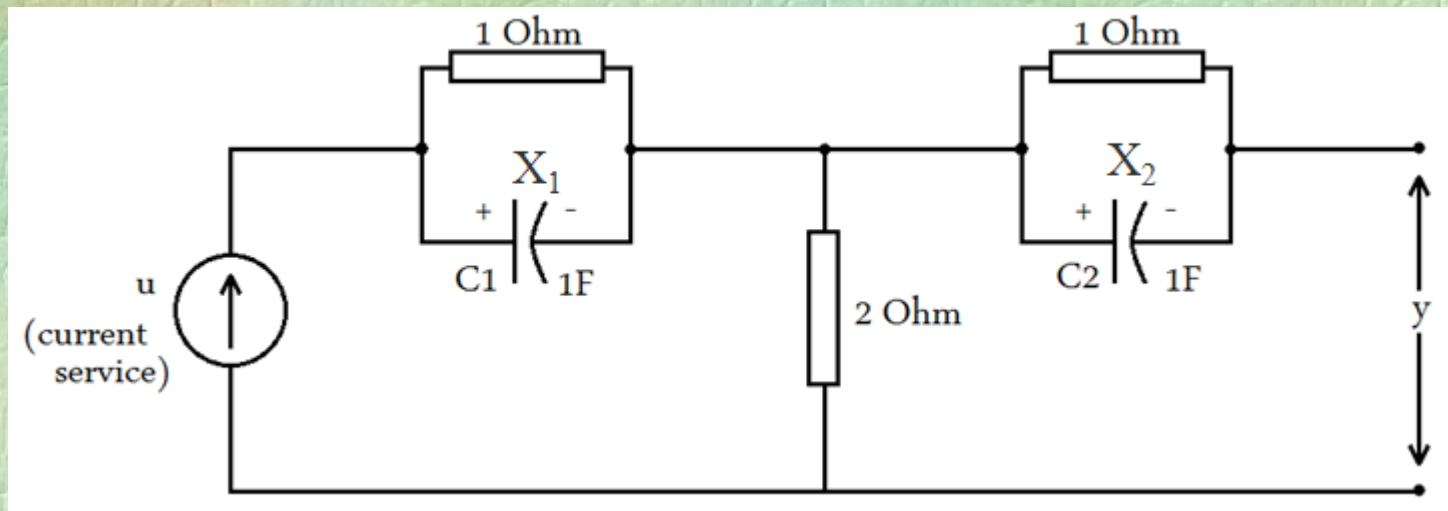 1 Ohm
1 Ohm
X₁
X₂
+ -
+ -
C1 1F
C2 1F
u
(current
service)
2 Ohm
y